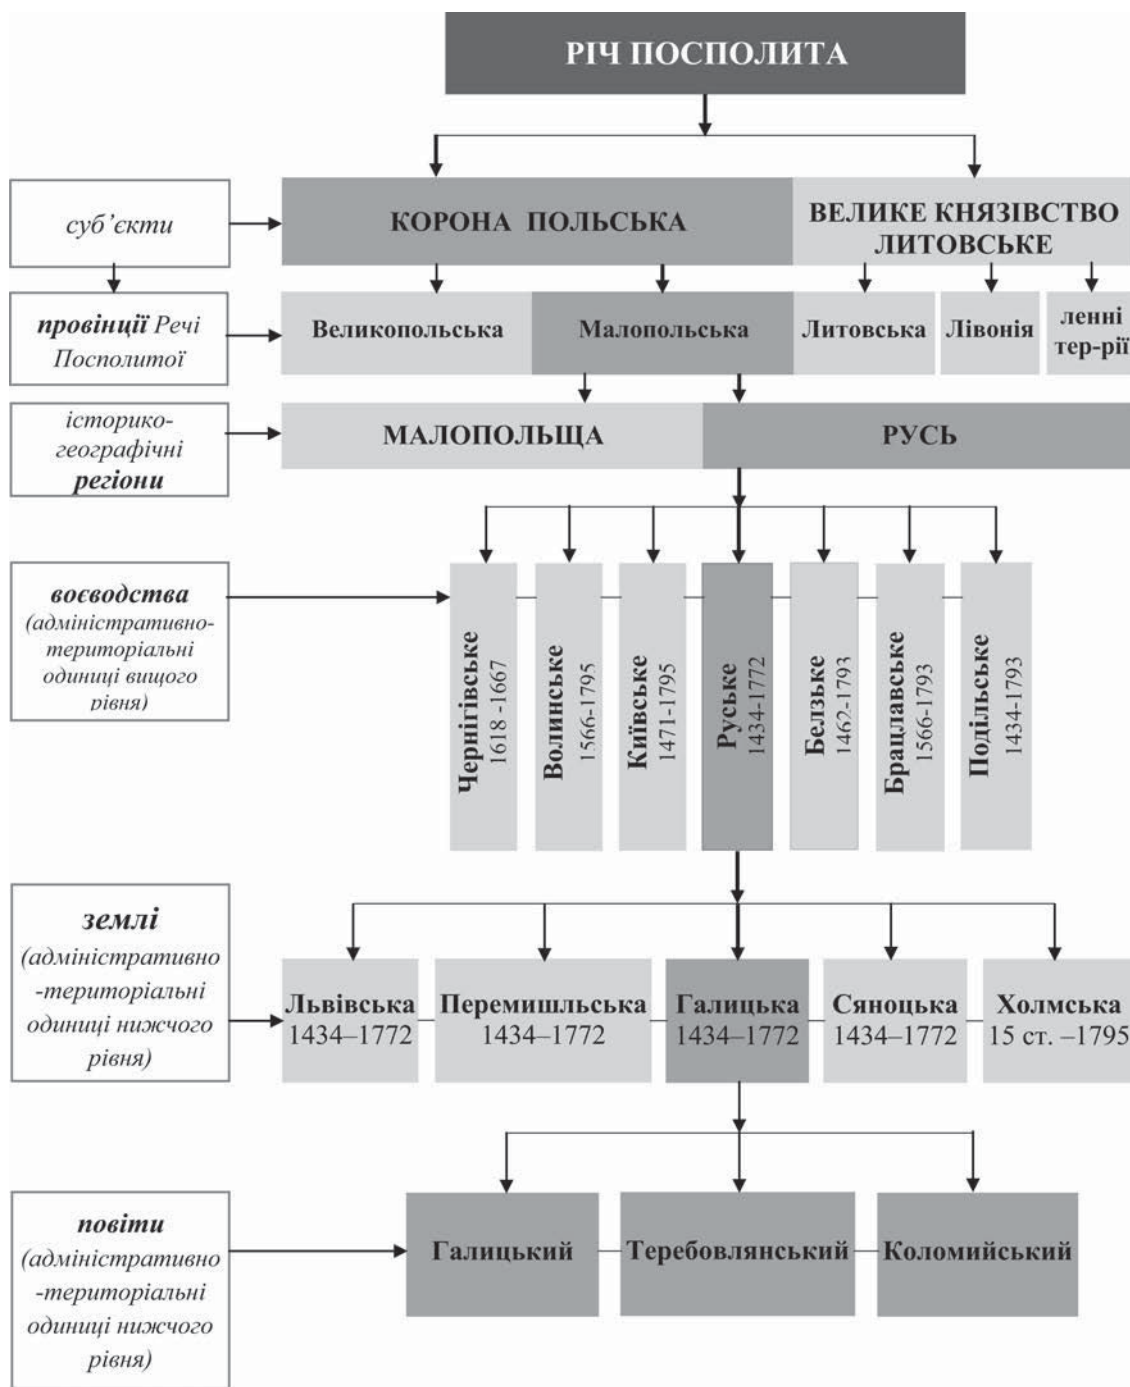 РІЧ ПОСПОЛИТА
суб’єкти
КОРОНА ПОЛЬСЬКА
ВЕЛИКЕ КНЯЗІВСТВО
ЛИТОВСЬКЕ
провінції Речі
Посполитої
Великопольська
Малопольська
Литовська
Лівонія
ленні
тер-рії
історико-
географічні
регіони
МАЛОПОЛЬЩА
РУСЬ
воєводства
(адміністративно-
територіальні
одиниці вищого
рівня)
Чернігівське
1618 -1667
Волинське
1566-1795
Київське
1471-1795
Руське
1434-1772
Белзьке
1462-1793
Брацлавське
1566-1793
Подільське
1434-1793
землі
(адміністративно
-територіальні
одиниці нижчого
рівня)
Львівська
1434–1772
Перемишльська
1434–1772
Галицька
1434–1772
Сяноцька
1434–1772
Холмська
15 ст. –1795
повіти
(адміністративно
-територіальні
одиниці нижчого
рівня)
Галицький
Теребовлянський
Коломийський